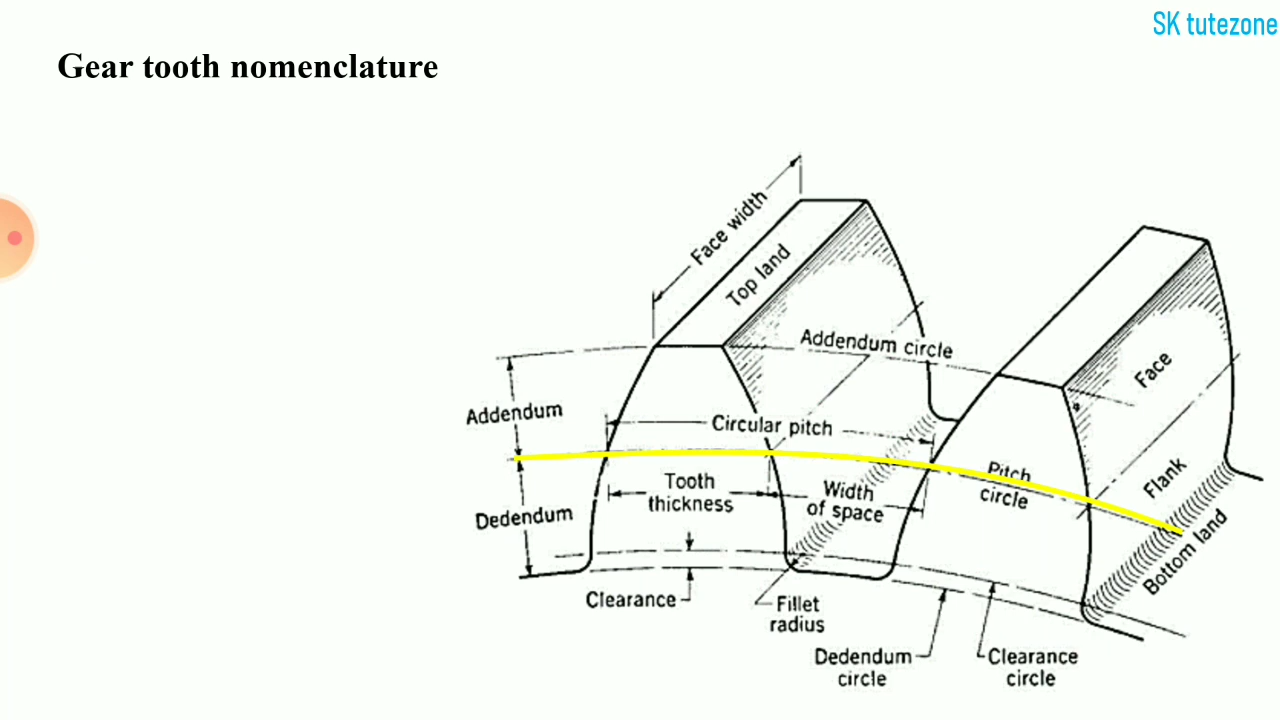 SK tutezone
Gear tooth nomenclature
Face width
Top land
Addendum circle
Face
Addendum
Circular pitch
Pitch
circle
Flank
Tooth
thickness
Width
of space
Dedendum
Bottom land
Clearance
Fillet
radius
Dedendum
circle
Clearance
circle